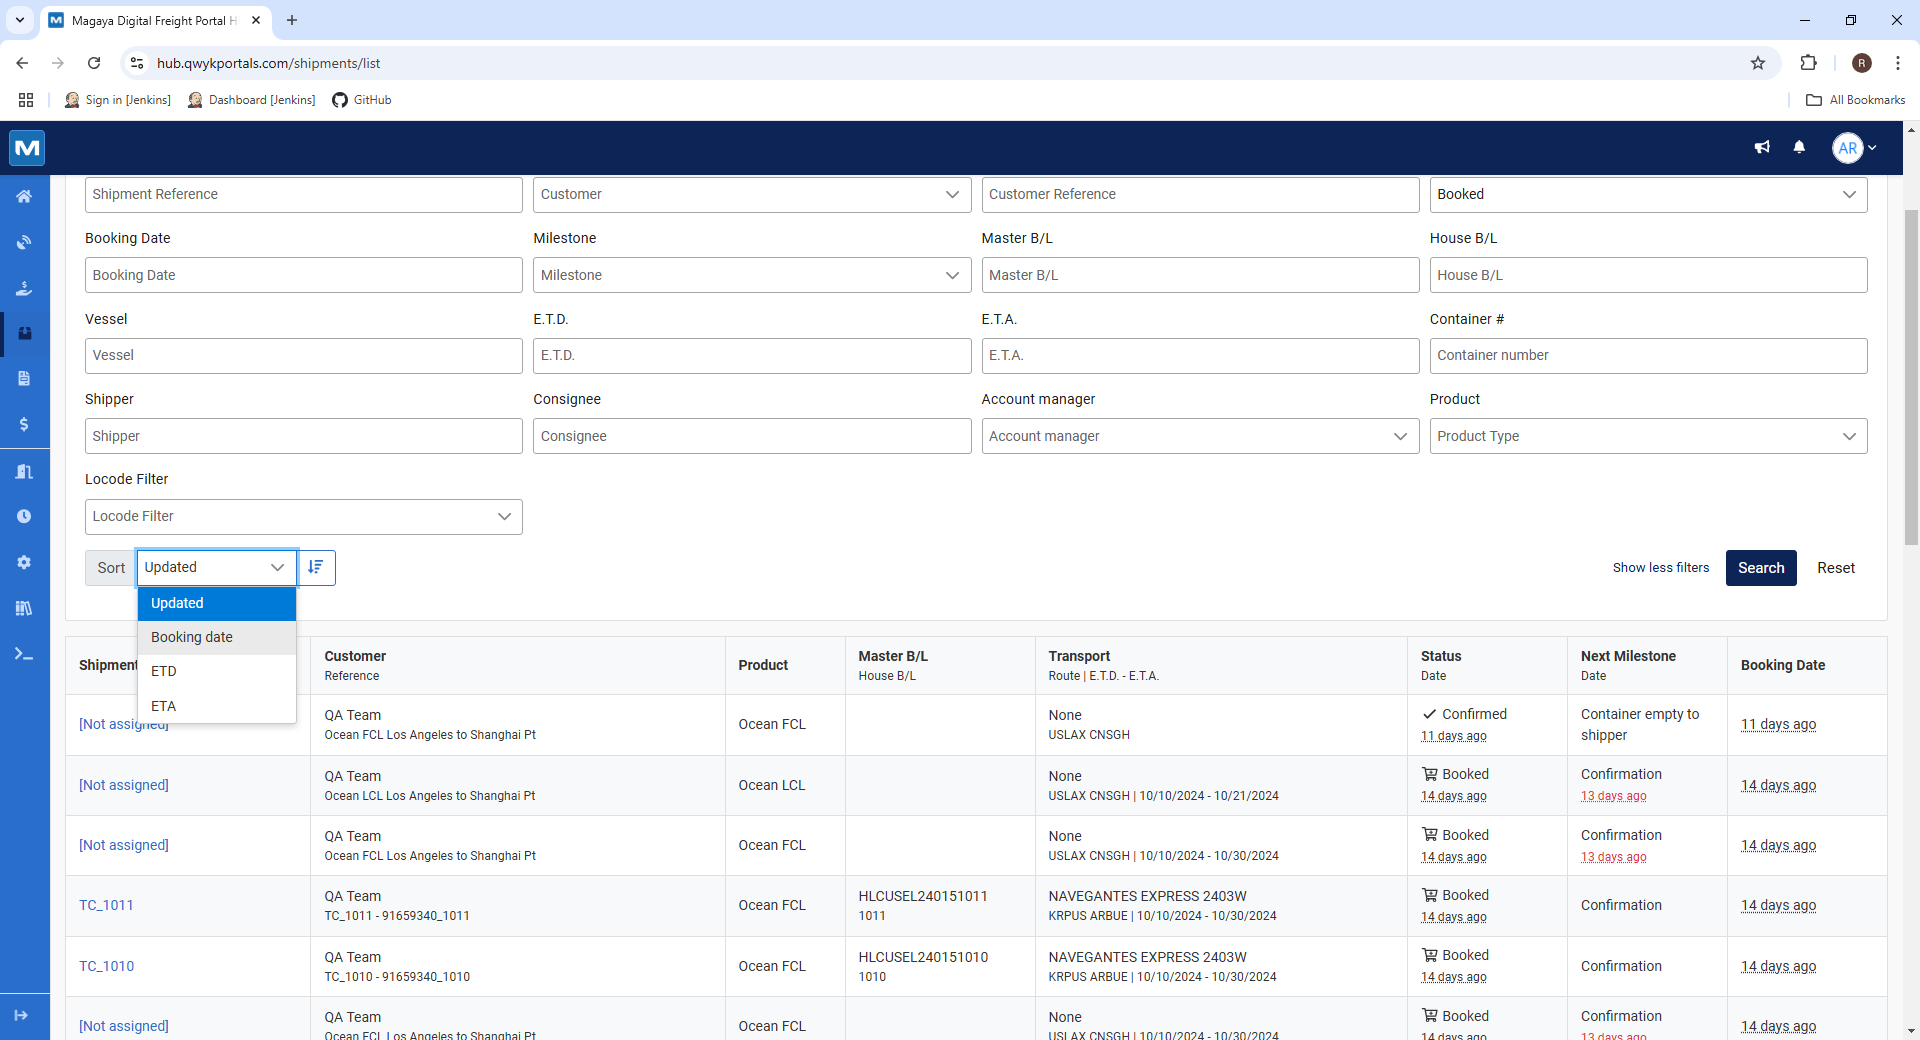 Magaya Digital Freight Portal H
hub.qwykportals.com/shipments/list
R
Sign in [Jenkins]
Dashboard [Jenkins]
GitHub
All Bookmarks
M
AR
Shipment Reference
Customer
Customer Reference
Booked
Booking Date
Milestone
Master B/L
House B/L
Booking Date
Milestone
Master B/L
House B/L
Vessel
E.T.D.
E.T.A.
Container #
Vessel
E.T.D.
E.T.A.
Container number
Shipper
Consignee
Account manager
Product
Shipper
Consignee
Account manager
Product Type
Locode Filter
Locode Filter
Sort
Updated
Show less filters
Search
Reset
Updated
Booking date
ETD
ETA
Shipment
Customer
Reference
Product
Master B/L
House B/L
Transport
Route | E.T.D. - E.T.A.
Status
Date
Next Milestone
Date
Booking Date
[Not assigned]
QA Team
Ocean FCL Los Angeles to Shanghai Pt
Ocean FCL
None
USLAX CNSGH
Confirmed
11 days ago
Container empty to
shipper
11 days ago
[Not assigned]
QA Team
Ocean LCL Los Angeles to Shanghai Pt
Ocean LCL
None
USLAX CNSGH | 10/10/2024 - 10/21/2024
Booked
14 days ago
Confirmation
13 days ago
14 days ago
[Not assigned]
QA Team
Ocean FCL Los Angeles to Shanghai Pt
Ocean FCL
None
USLAX CNSGH | 10/10/2024 - 10/30/2024
Booked
14 days ago
Confirmation
13 days ago
14 days ago
TC_1011
QA Team
TC_1011 - 91659340_1011
Ocean FCL
HLCUSEL240151011
1011
NAVEGANTES EXPRESS 2403W
KRPUS ARBUE | 10/10/2024 - 10/30/2024
Booked
14 days ago
Confirmation
14 days ago
TC_1010
QA Team
TC_1010 - 91659340_1010
Ocean FCL
HLCUSEL240151010
1010
NAVEGANTES EXPRESS 2403W
KRPUS ARBUE | 10/10/2024 - 10/30/2024
Booked
14 days ago
Confirmation
14 days ago
[Not assigned]
QA Team
Ocean FCL Los Angeles to Shanghai Pt
Ocean FCL
None
USLAX CNSGH | 10/10/2024 - 10/30/2024
Booked
14 days ago
Confirmation
13 days ago
14 days ago